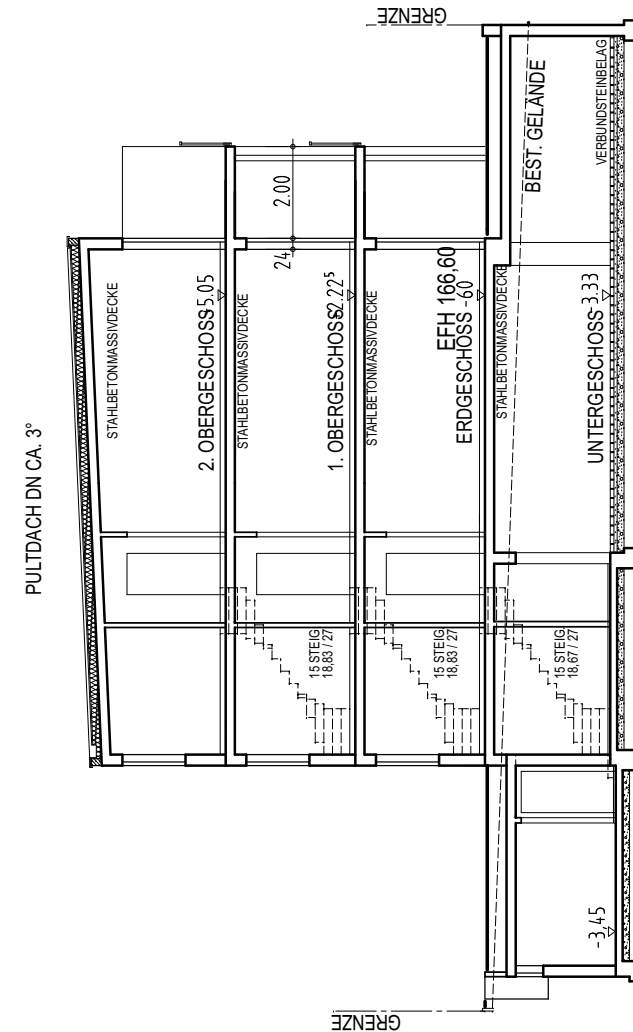 GRENZE
PULTDACH DN CA. 3°
STAHLBETONMASSIVDECKE
2. OBERGESCHOSS
+5.05
2.00
24
STAHLBETONMASSIVDECKE
1. OBERGESCHOSS
2.22⁵
15 STEIG.
18,83 / 27
STAHLBETONMASSIVDECKE
EFH 166,60
ERDGESCHOSS
-60
15 STEIG.
18,83 / 27
STAHLBETONMASSIVDECKE
BEST. GELÄNDE
VERBUNDSTEINBELAG
UNTERGESCHOSS
-3.33
15 STEIG.
18,67 / 27
-3,45
GRENZE